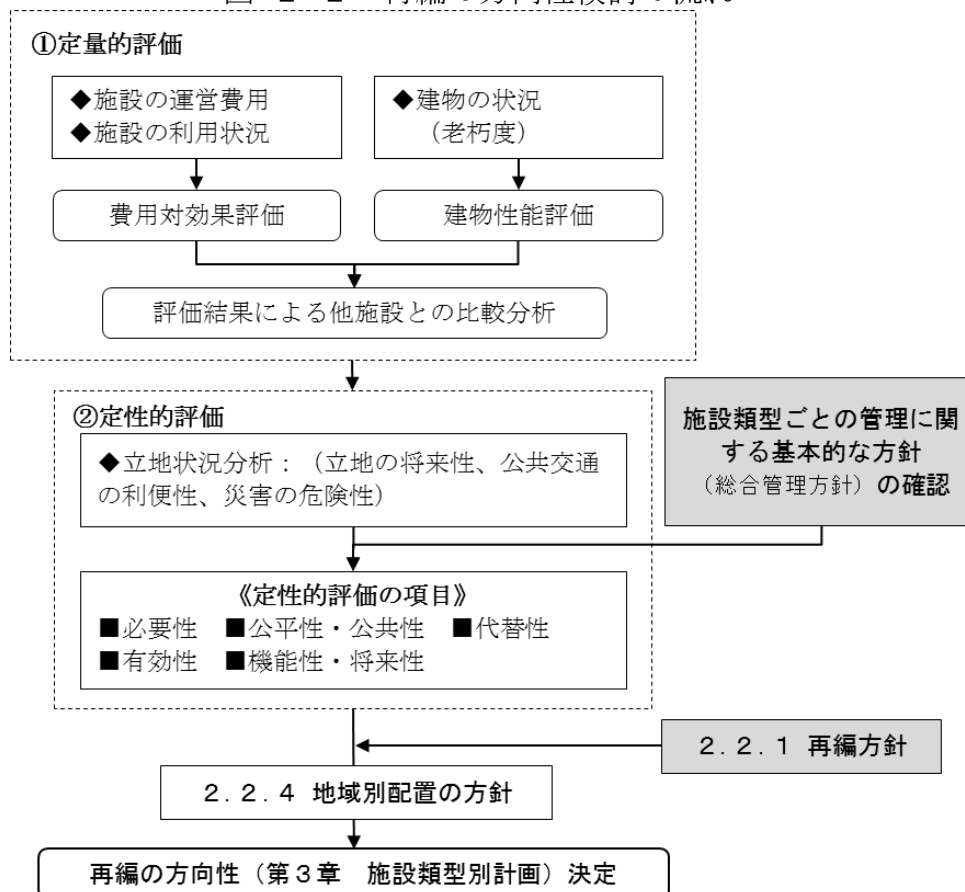 ①定量的評価
◆施設の運営費用
◆施設の利用状況
◆建物の状況
（老朽度）
費用対効果評価
建物性能評価
評価結果による他施設との比較分析
②定性的評価
◆立地状況分析：（立地の将来性、公共交通
の利便性、災害の危険性）
施設類型ごとの管理に関
する基本的な方針
（総合管理方針）の確認
《定性的評価の項目》
■必要性　■公平性・公共性　■代替性
■有効性　■機能性・将来性
２.２.１ 再編方針
２.２.４ 地域別配置の方針
再編の方向性（第３章　施設類型別計画）決定